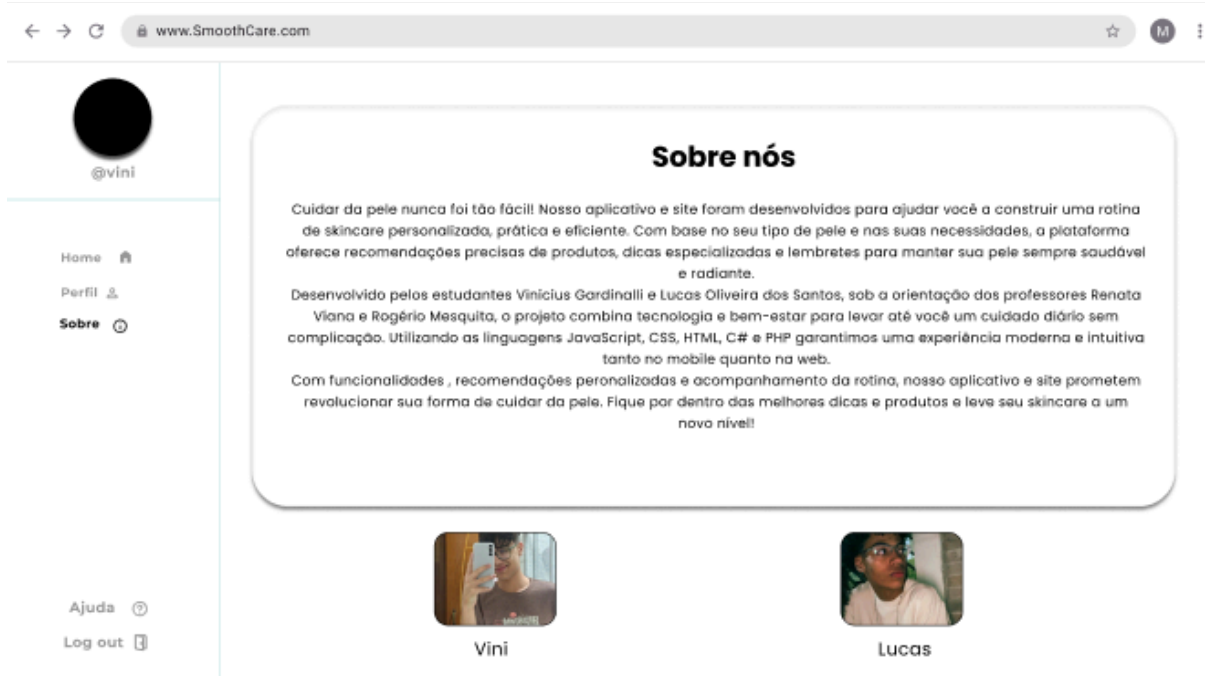 www.SmoothCare.com
M
@vini
Home
Perfil
Sobre
Ajuda
Log out
Sobre nós
Cuidar da pele nunca foi tão fácil! Nosso aplicativo e site foram desenvolvidos para ajudar você a construir uma rotina
de skincare personalizada, prática e eficiente. Com base no seu tipo de pele e nas suas necessidades, a plataforma
oferece recomendações precisas de produtos, dicas especializadas e lembretes para manter sua pele sempre saudável
e radiante.
Desenvolvido pelos estudantes Vinicius Gardinalli e Lucas Oliveira dos Santos, sob a orientação dos professores Renata
Viana e Rogério Mesquita, o projeto combina tecnologia e bem-estar para levar até você um cuidado diário sem
complicação. Utilizando as linguagens JavaScript, CSS, HTML, C# e PHP garantimos uma experiência moderna e intuitiva
tanto no mobile quanto na web.
Com funcionalidades , recomendações peronalizadas e acompanhamento da rotina, nosso aplicativo e site prometem
revolucionar sua forma de cuidar da pele. Fique por dentro das melhores dicas e produtos e leve seu skincare a um
novo nível!
Vini
Lucas